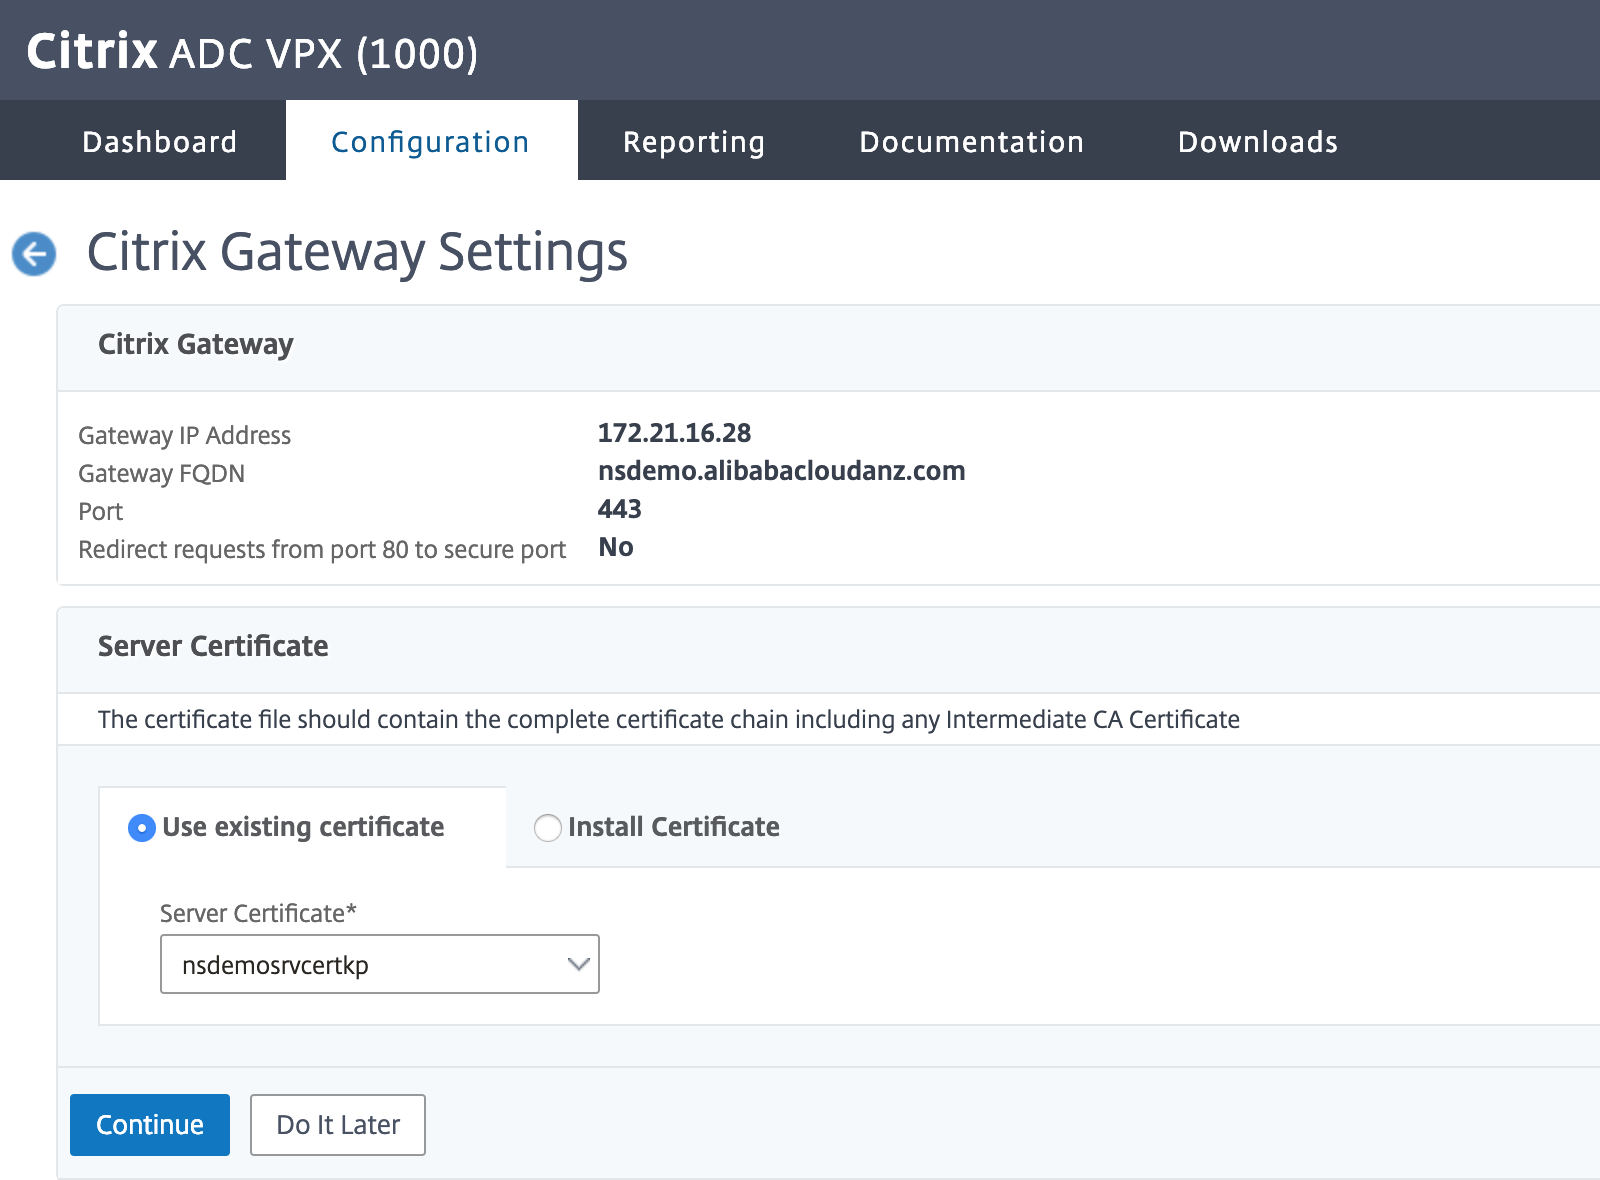 Citrix ADC VPX (1000)
Dashboard Configuration Reporting Documentation Downloads
Citrix Gateway Settings
Citrix Gateway
Gateway IP Address 172.21.16.28
Gateway FQDN nsdemo.alibabacloudanz.com
Port 443
Redirect requests from port 80 to secure port No
Server Certificate
The certificate file should contain the complete certificate chain including any Intermediate CA Certificate
Use existing certificate Install Certificate
Server Certificate*
nsdemosrvcertkp
Continue Do It Later